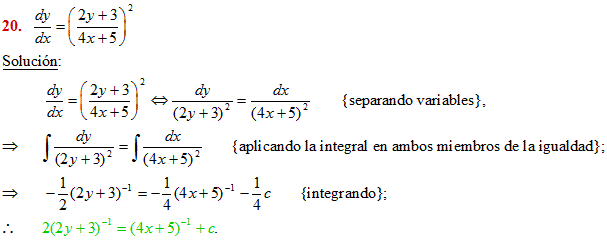 20. dy/dx = ((2y+3)/(4x+5))²
Solución:
dy/dx = ((2y+3)/(4x+5))² ⇔ dy/(2y+3)² = dx/(4x+5)² {separando variables},
⇒ ∫ dy/(2y+3)² = ∫ dx/(4x+5)² {aplicando la integral en ambos miembros de la igualdad};
⇒ −1/2(2y+3)⁻¹ = −1/4(4x+5)⁻¹ − 1/4c {integrando};
∴ 2(2y+3)⁻¹ = (4x+5)⁻¹ + c.